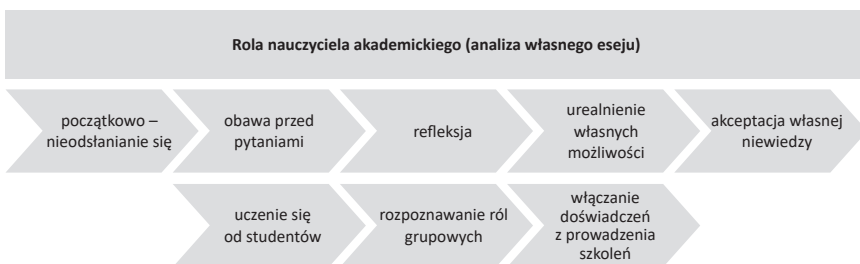 Rola nauczyciela akademickiego (analiza własnego eseju)
początkowo –
nieodsłanianie się
obawa przed
pytaniami
refleksja
urealnienie
własnych
możliwości
akceptacja własnej
niewiedzy
uczenie się
od studentów
rozpoznawanie ról
grupowych
włączanie
doświadczeń
z prowadzenia
szkoleń